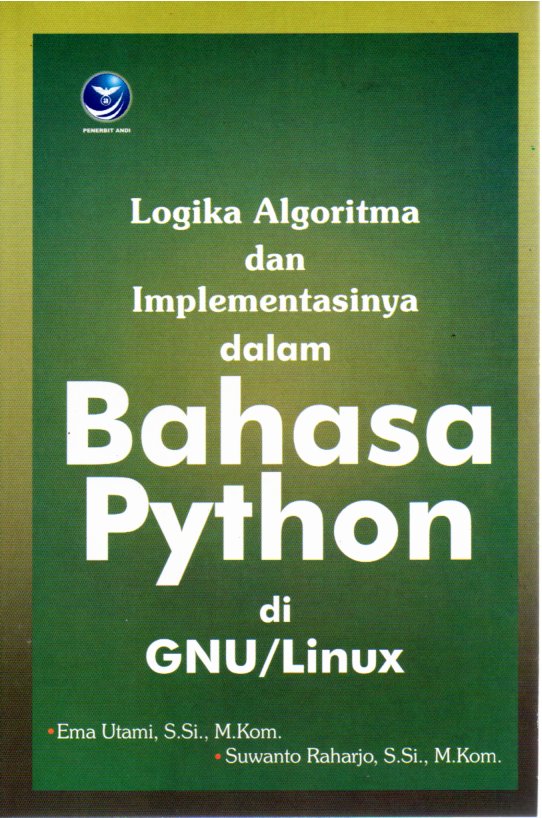 a
PENERBIT ANDI
Logika Algoritma
dan
Implementasinya
dalam
Bahasa
Python
di
GNU/Linux
•Ema Utami, S.Si., M.Kom.
•Suwanto Raharjo, S.Si., M.Kom.